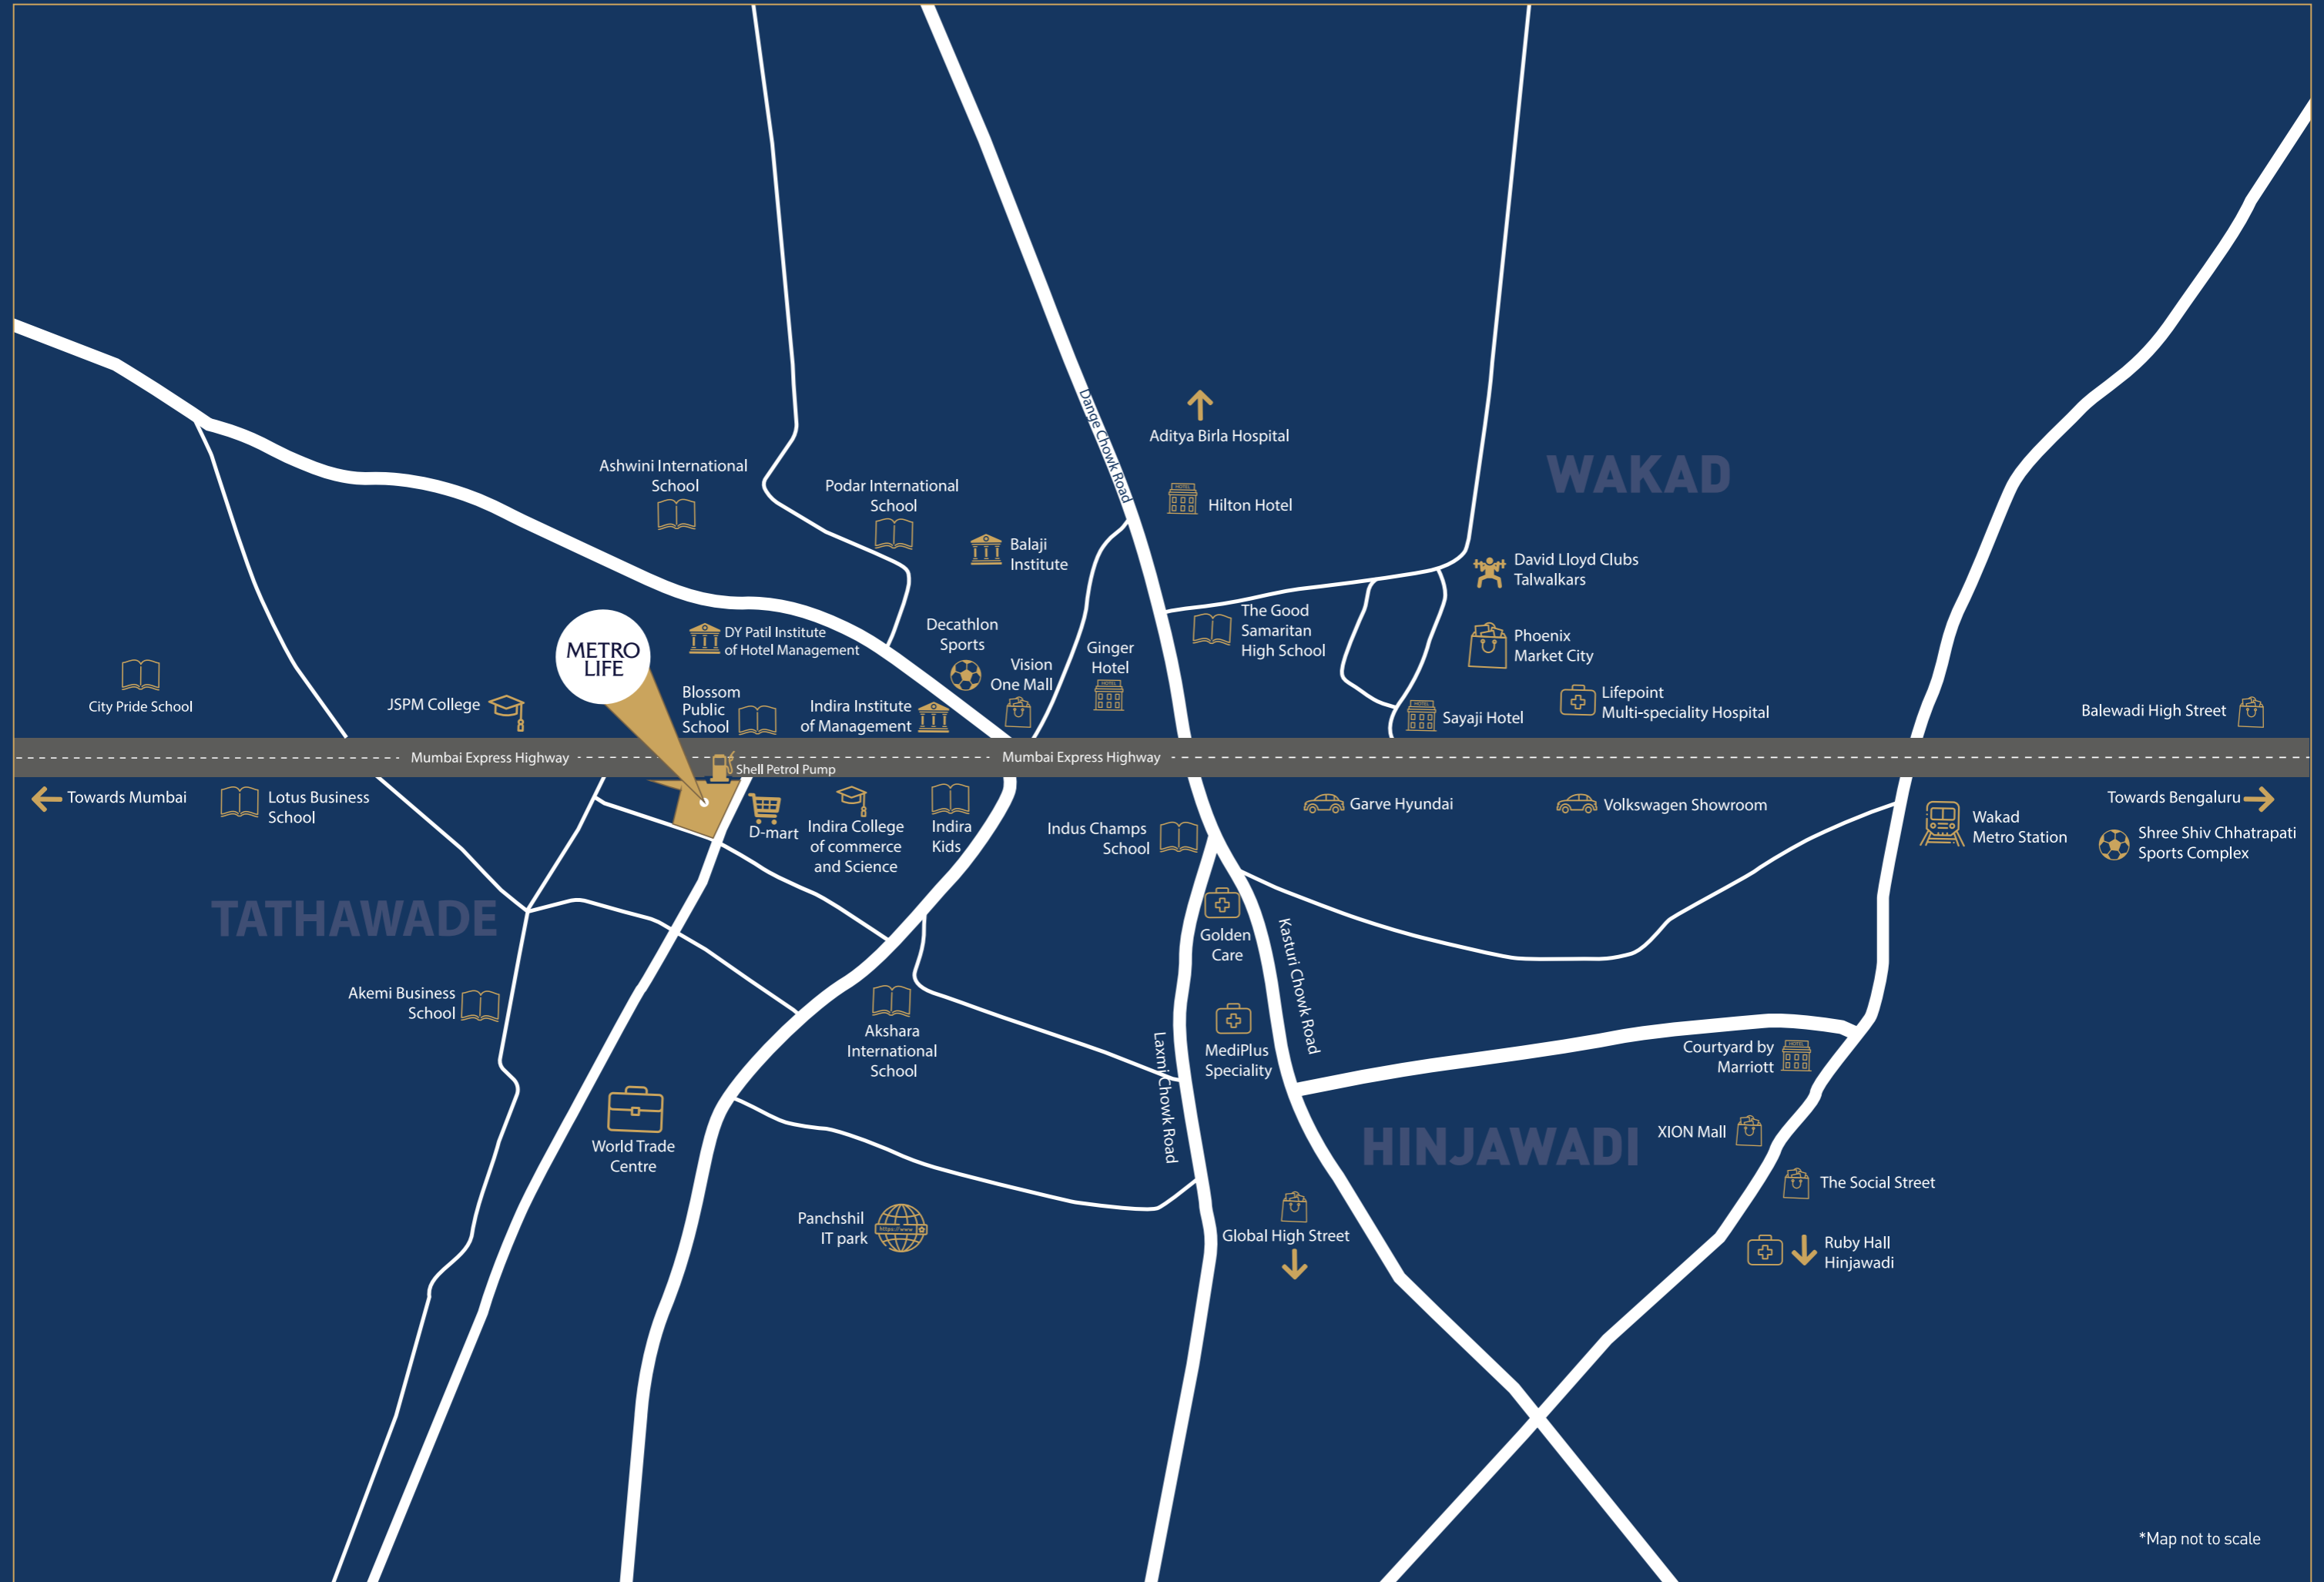 Dange Chowk Road
Aditya Birla Hospital
HOTEL
Hilton Hotel
WAKAD
Ashwini International
School
Podar International
School
Balaji
Institute
David Lloyd Clubs
Talwalkars
The Good
Samaritan
High School
Phoenix
Market City
Lifepoint
Multi-speciality Hospital
HOTEL
Sayaji Hotel
Balewadi High Street
Decathlon
Sports
Vision
One Mall
Ginger
Hotel
HOTEL
METRO
LIFE
DY Patil Institute
of Hotel Management
Blossom
Public
School
Indira Institute
of Management
City Pride School
JSPM College
Mumbai Express Highway
Mumbai Express Highway
Shell Petrol Pump
Towards Mumbai
Lotus Business
School
D-mart
Indira College
of commerce
and Science
Indira
Kids
Indus Champs
School
Garve Hyundai
Volkswagen Showroom
Wakad
Metro Station
Towards Bengaluru
Shree Shiv Chhatrapati
Sports Complex
TATHAWADE
Golden
Care
Kasturi Chowk Road
Akemi Business
School
Akshara
International
School
MediPlus
Speciality
Laxmi Chowk Road
Courtyard by
Marriott
HOTEL
World Trade
Centre
HINJAWADI
XION Mall
The Social Street
Panchshil
IT park
https://www
Global High Street
Ruby Hall
Hinjawadi
*Map not to scale